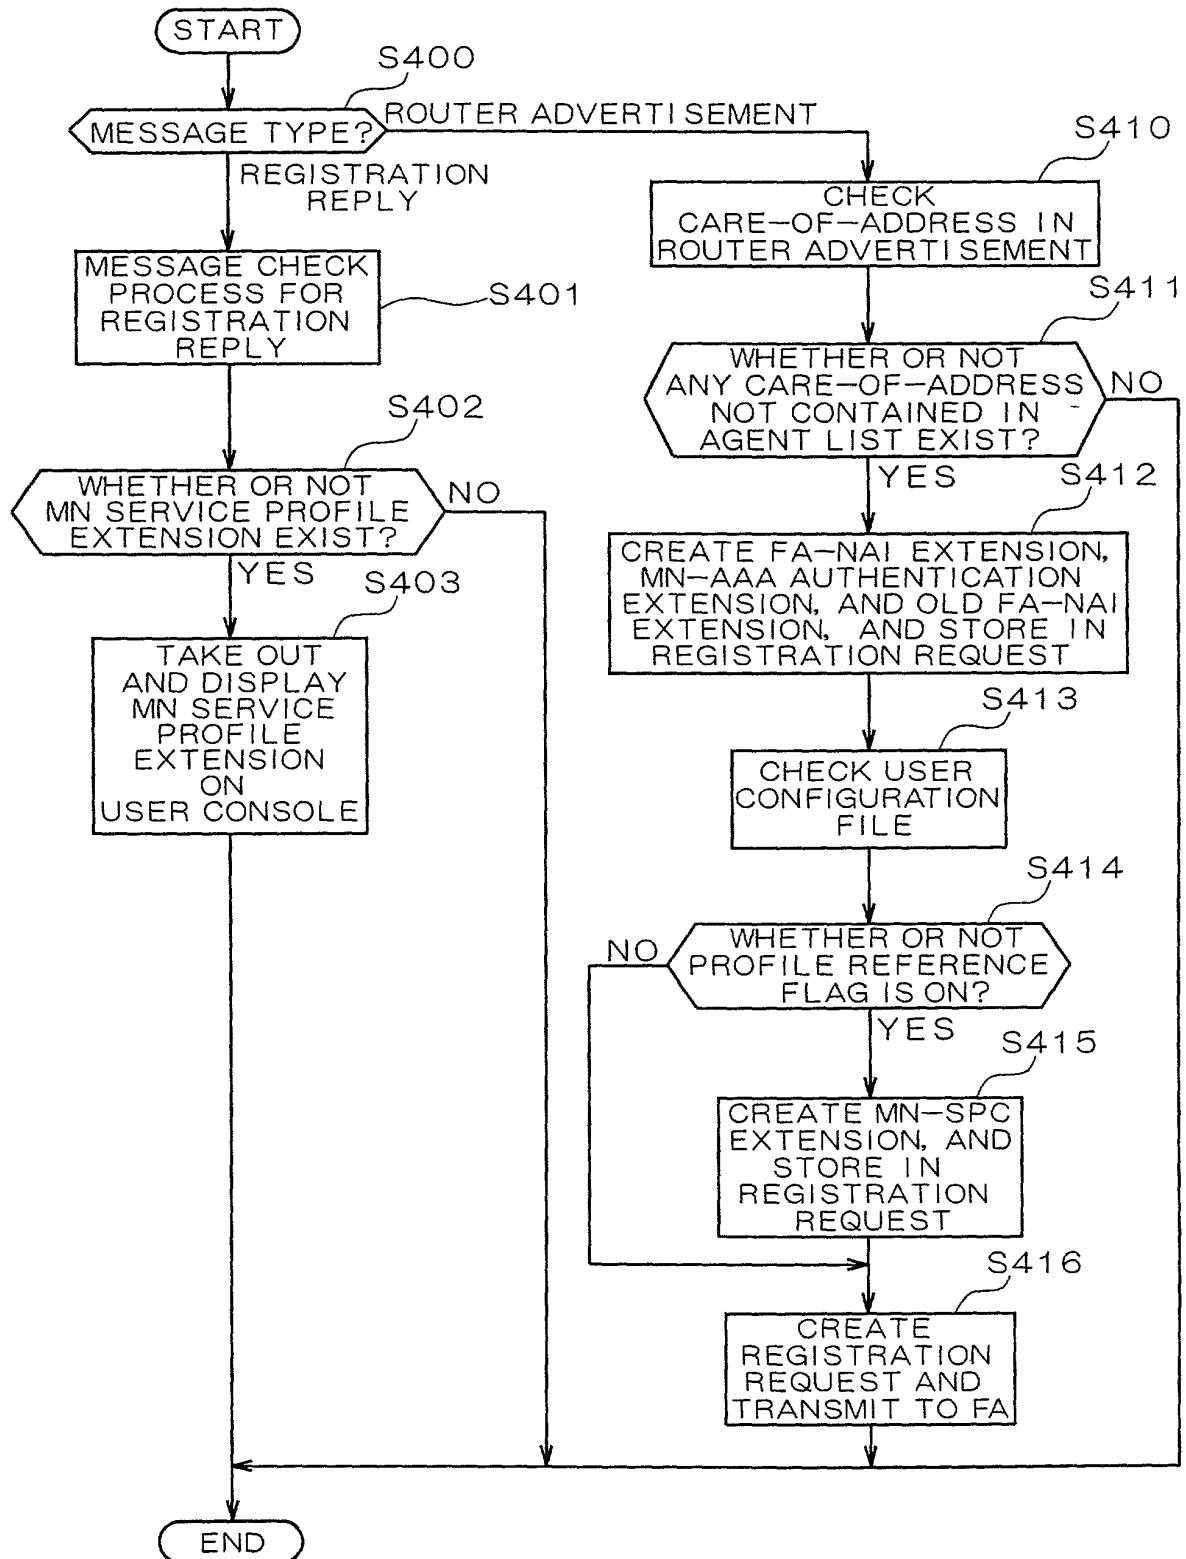 START
S400
MESSAGE TYPE?
ROUTER ADVERTISEMENT
REGISTRATION
REPLY
MESSAGE CHECK
PROCESS FOR
REGISTRATION
REPLY
S401
S402
WHETHER OR NOT
MN SERVICE PROFILE
EXTENSION EXIST?
NO
YES
S403
TAKE OUT
AND DISPLAY
MN SERVICE
PROFILE
EXTENSION
ON
USER CONSOLE
S410
CHECK
CARE-OF-ADDRESS IN
ROUTER ADVERTISEMENT
S411
WHETHER OR NOT
ANY CARE-OF-ADDRESS
NOT CONTAINED IN
AGENT LIST EXIST?
NO
YES
S412
CREATE FA-NAI EXTENSION,
MN-AAA AUTHENTICATION
EXTENSION, AND OLD FA-NAI
EXTENSION, AND STORE IN
REGISTRATION REQUEST
S413
CHECK USER
CONFIGURATION
FILE
S414
WHETHER OR NOT
PROFILE REFERENCE
FLAG IS ON?
NO
YES
S415
CREATE MN-SPC
EXTENSION, AND
STORE IN
REGISTRATION
REQUEST
S416
CREATE
REGISTRATION
REQUEST AND
TRANSMIT TO FA
END